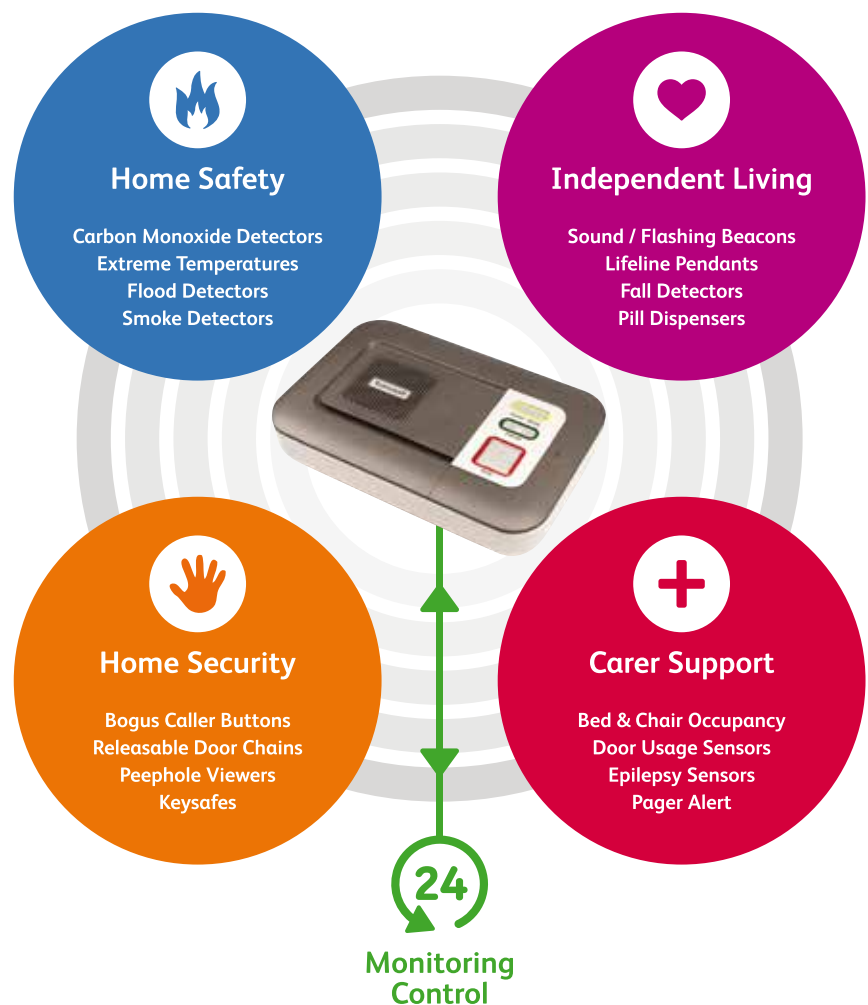 Home Safety
Carbon Monoxide Detectors
Extreme Temperatures
Flood Detectors
Smoke Detectors
Independent Living
Sound / Flashing Beacons
Lifeline Pendants
Fall Detectors
Pill Dispensers
Home Security
Bogus Caller Buttons
Releasable Door Chains
Peephole Viewers
Keysafes
Carer Support
Bed & Chair Occupancy
Door Usage Sensors
Epilepsy Sensors
Pager Alert
24
Monitoring
Control